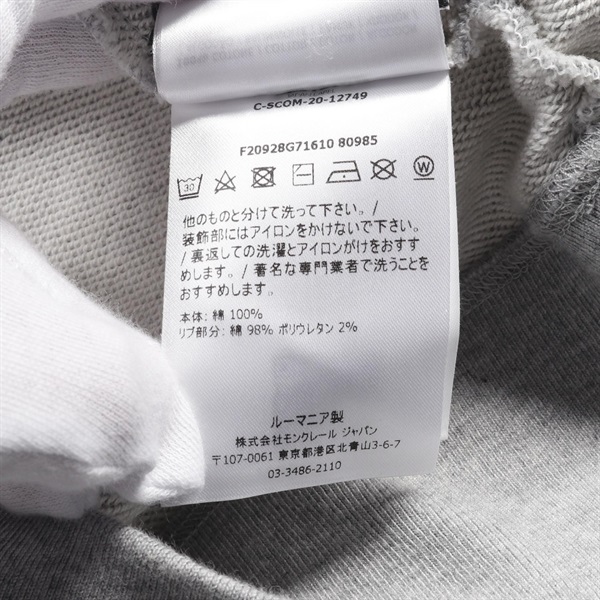 C-SCOM-20-12749
F20928G71610 80985
30
W
他のものと分けて洗って下さい。/
装飾部にはアイロンをかけないで下さい。
/ 裏返しての洗濯とアイロンがけをおすす
めします。/ 著名な専門業者で洗うことを
おすすめします。
本体: 綿 100%
リブ部分: 綿 98% ポリウレタン 2%
ルーマニア製
株式会社モンクレール ジャパン
〒107-0061 東京都港区北青山3-6-7
03-3486-2110